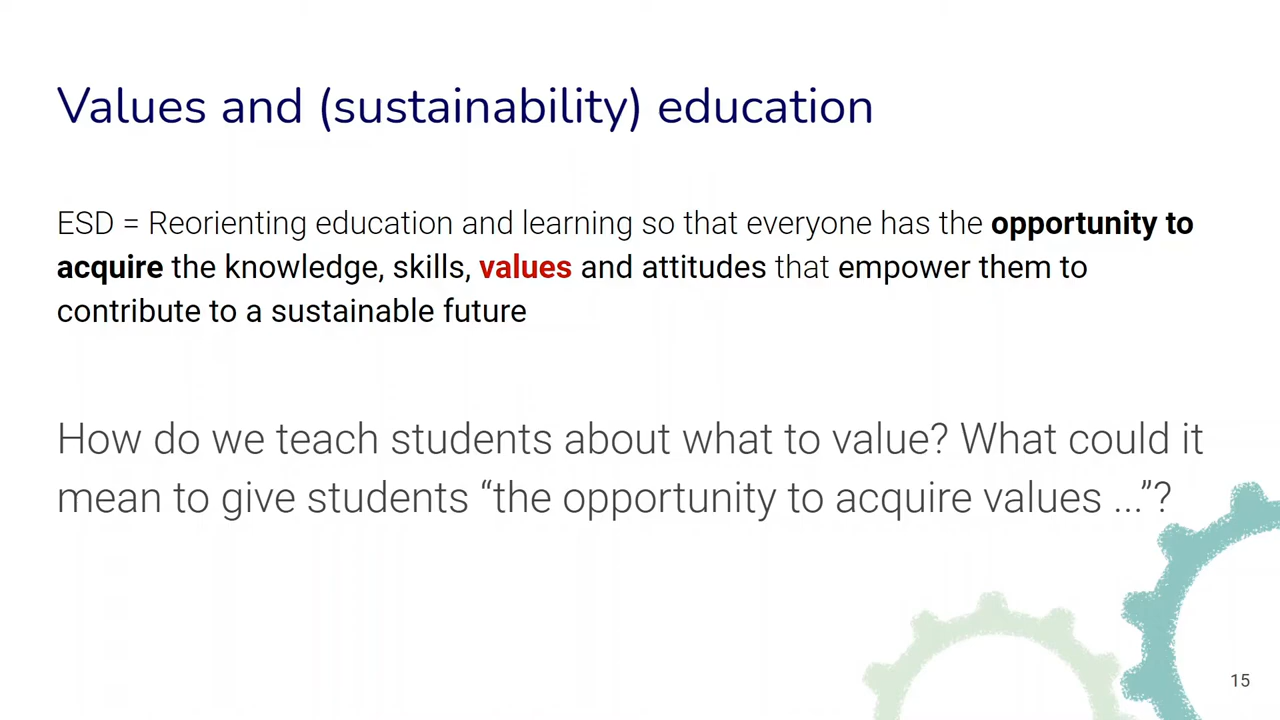 Values and (sustainability) education
ESD = Reorienting education and learning so that everyone has the opportunity to
acquire the knowledge, skills, values and attitudes that empower them to
contribute to a sustainable future
How do we teach students about what to value? What could it
mean to give students “the opportunity to acquire values ...”?
15